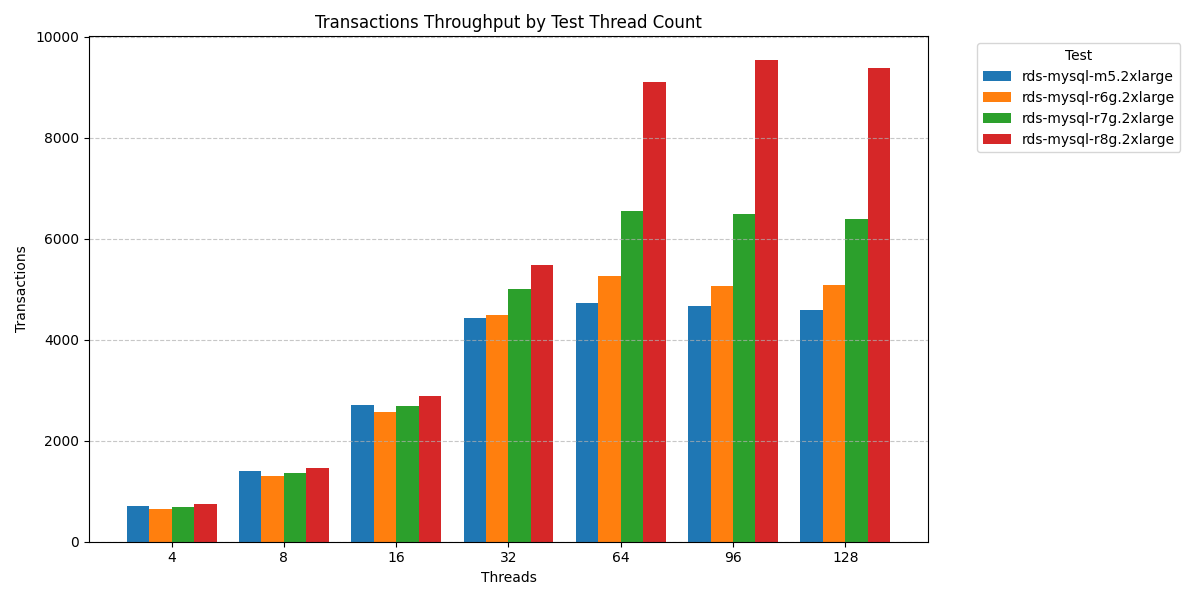 Transactions Throughput by Test Thread Count
Transactions
10000
8000
6000
4000
2000
0
4 8 16 32 64 96 128
Threads
Test
rds-mysql-m5.2xlarge
rds-mysql-r6g.2xlarge
rds-mysql-r7g.2xlarge
rds-mysql-r8g.2xlarge